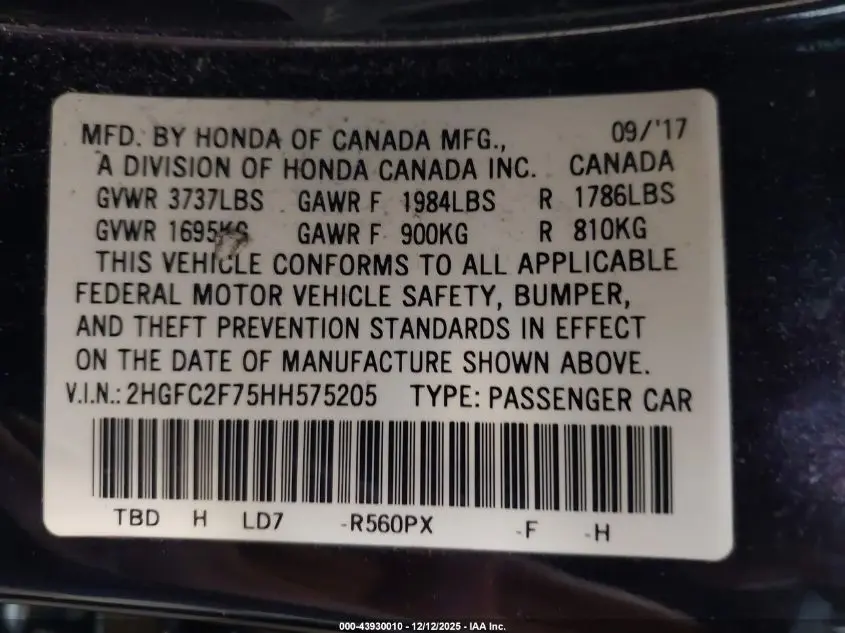 MFD. BY HONDA OF CANADA MFG., 09/'17
A DIVISION OF HONDA CANADA INC. CANADA
GVWR 3737LBS GAWR F 1984LBS R 1786LBS
GVWR 1695KG GAWR F 900KG R 810KG
THIS VEHICLE CONFORMS TO ALL APPLICABLE
FEDERAL MOTOR VEHICLE SAFETY, BUMPER,
AND THEFT PREVENTION STANDARDS IN EFFECT
ON THE DATE OF MANUFACTURE SHOWN ABOVE.
V.I.N.: 2HGFC2F75HH575205 TYPE: PASSENGER CAR
TBD H LD7 -R560PX -F -H
000-43930010 - 12/12/2025 - IAA Inc.